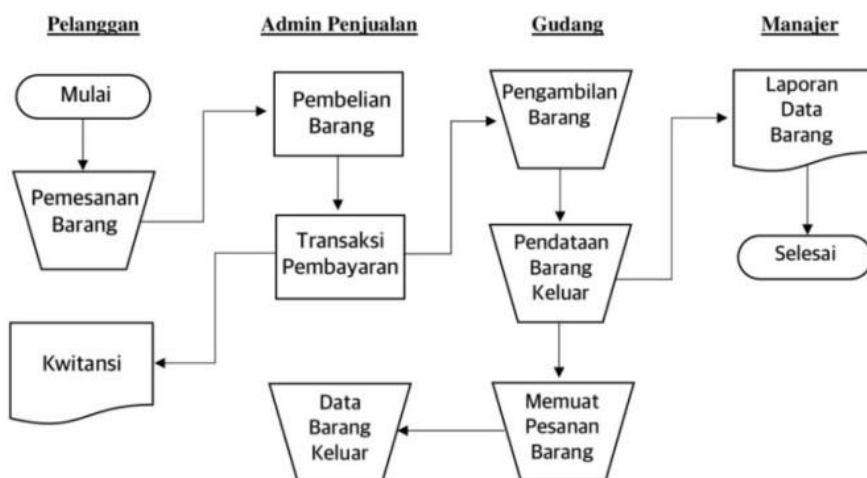 Pelanggan
Admin Penjualan
Gudang
Manajer
Mulai
Pemesanan
Barang
Kwitansi
Pembelian
Barang
Transaksi
Pembayaran
Data
Barang
Keluar
Pengambilan
Barang
Pendataan
Barang
Keluar
Memuat
Pesanan
Barang
Laporan
Data
Barang
Selesai